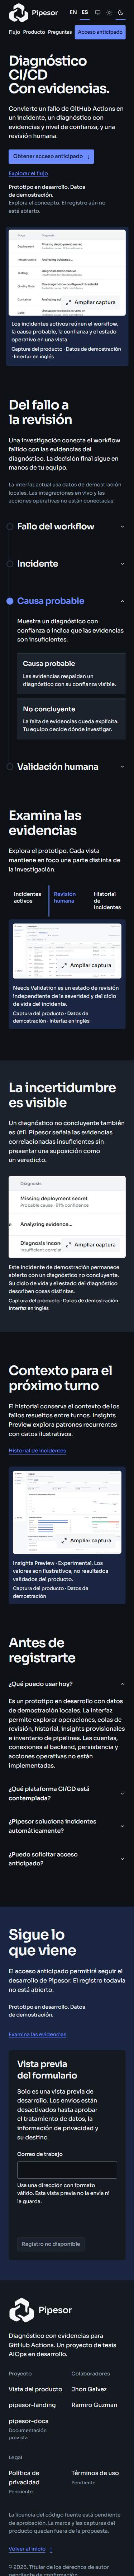 Pipesor
EN ES
Flujo Producto Preguntas Acceso anticipado
Diagnóstico
CI/CD
Con evidencias.
Convierte un fallo de GitHub Actions en
un incidente, un diagnóstico con
evidencias y nivel de confianza, y una
revisión humana.
Obtener acceso anticipado ↓
Explorar el flujo
Prototipo en desarrollo. Datos
de demostración.
Explora el concepto. El registro aún no
está abierto.
Missing deployment secret
Analyzing evidence...
Ampliar captura
Los incidentes activos reúnen el workflow,
la causa probable, la confianza y el estado
operativo en una vista.
Captura del producto · Datos de demostración
· Interfaz en inglés
Del fallo a
la revisión
Una investigación conecta el workflow
fallido con las evidencias del
diagnóstico. La decisión final sigue en
manos de tu equipo.
La interfaz actual usa datos de demostración
locales. Las integraciones en vivo y las
acciones operativas no están conectadas.
Fallo del workflow
Incidente
Causa probable
Muestra un diagnóstico con
confianza o indica que las evidencias
son insuficientes.
Causa probable
Las evidencias respaldan un
diagnóstico con su confianza visible.
No concluyente
La falta de evidencias queda explícita.
Tu equipo decide dónde investigar.
Validación humana
Examina las
evidencias
Explora el prototipo. Cada vista
mantiene en foco una parte distinta de
la investigación.
Incidentes
activos
Revisión
humana
Historial
de
incidentes
Ampliar captura
Needs Validation es un estado de revisión
independiente de la severidad y del ciclo
de vida del incidente.
Captura del producto · Datos de
demostración · Interfaz en inglés
La incertidumbre
es visible
Un diagnóstico no concluyente también
es útil. Pipesor señala las evidencias
correlacionadas insuficientes sin
presentar una suposición como
un veredicto.
Diagnosis
Missing deployment secret
Probable cause · 91% confidence
Analyzing evidence...
Ampliar captura
Este incidente de demostración permanece
abierto con un diagnóstico no concluyente.
Su ciclo de vida y el estado del diagnóstico
describen cosas distintas.
Captura del producto · Datos de demostración ·
Interfaz en inglés
Contexto para el
próximo turno
El historial conserva el contexto de los
fallos resueltos entre turnos. Insights
Preview explora patrones recurrentes
con datos ilustrativos.
Historial de incidentes
Ampliar captura
Insights Preview · Experimental. Los
valores son ilustrativos, no resultados
validados del producto.
Captura del producto · Datos de
demostración
Antes de
registrarte
¿Qué puedo usar hoy?
Es un prototipo en desarrollo con datos
de demostración locales. La interfaz
permite explorar operaciones, colas de
revisión, historial, insights provisionales
e inventario de pipelines. Las cuentas,
conexiones al backend, persistencia y
acciones operativas no están
implementadas.
¿Qué plataforma CI/CD está
contemplada?
¿Pipesor soluciona incidentes
automáticamente?
¿Puedo solicitar acceso
anticipado?
Sigue lo
que viene
El acceso anticipado permitirá seguir el
desarrollo de Pipesor. El registro todavía
no está abierto.
Prototipo en desarrollo. Datos
de demostración.
Examina las evidencias
Vista previa
del formulario
Solo es una vista previa de
desarrollo. Los envíos están
desactivados hasta aprobar
el tratamiento de datos, la
información de privacidad y
su destino.
Correo de trabajo
Usa una dirección con formato
válido. Esta vista previa no la envía ni
la guarda.
Registro no disponible
Pipesor
Diagnóstico con evidencias para
GitHub Actions. Un proyecto de tesis
AIOps en desarrollo.
Proyecto
Colaboradores
Vista del producto
Jhon Galvez
pipesor-landing
Ramiro Guzman
pipesor-docs
Documentación
prevista
Legal
Política de
privacidad
Pendiente
Términos de uso
Pendiente
La licencia del código fuente está pendiente
de aprobación. La marca y las capturas del
producto quedan fuera de la propuesta.
Volver al inicio ↑
© 2026. Titular de los derechos de autor
pendiente de confirmación.